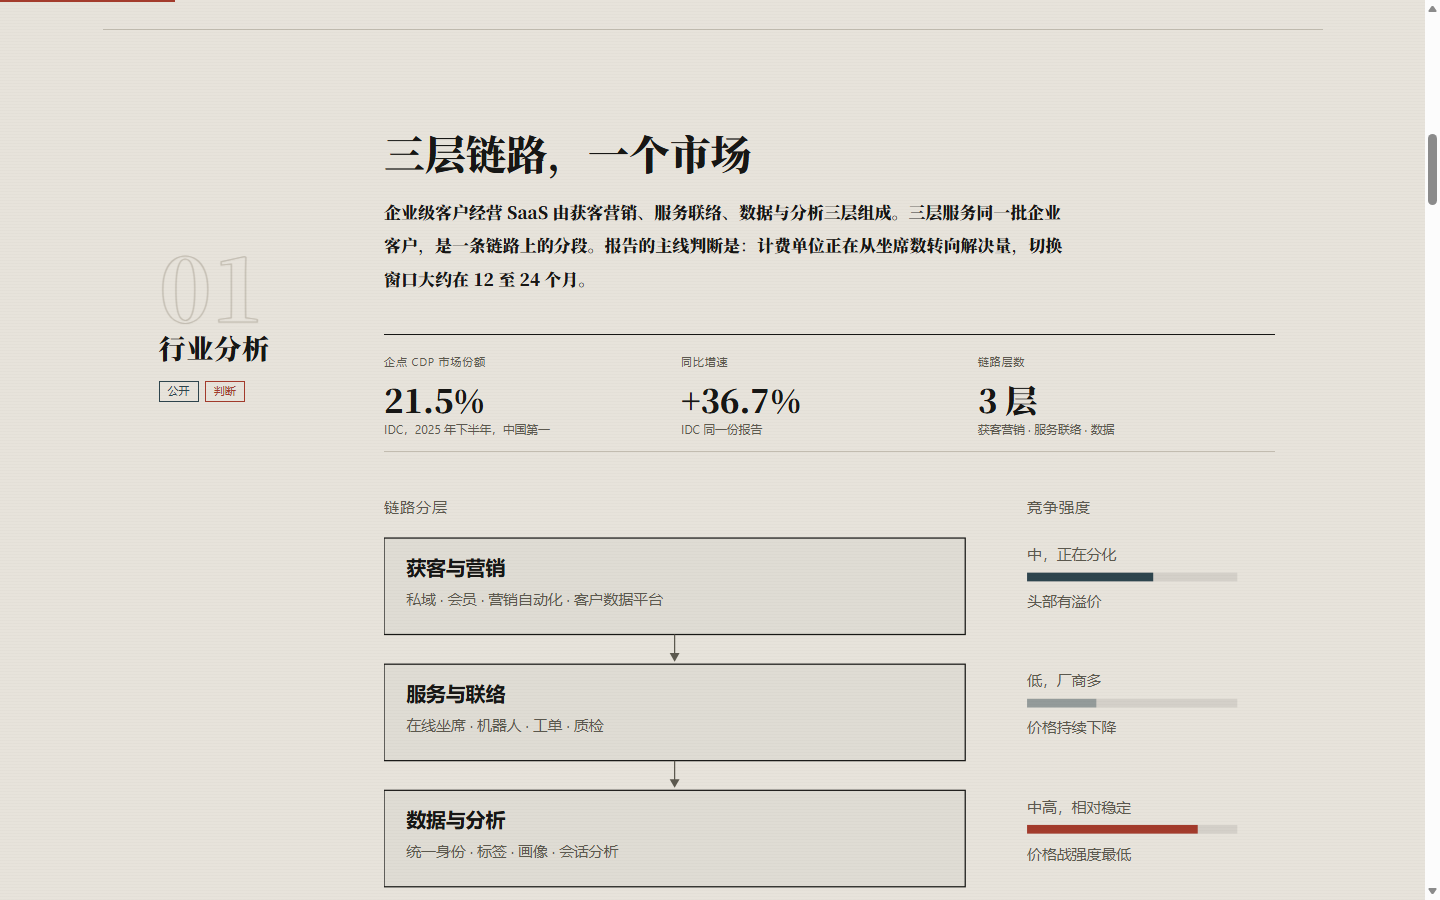 三层链路，一个市场
企业级客户经营 SaaS 由获客营销、服务联络、数据与分析三层组成。三层服务同一批企业
客户，是一条链路上的分段。报告的主线判断是：计费单位正在从坐席数转向解决量，切换
窗口大约在 12 至 24 个月。
01
行业分析
公开 判断
企点 CDP 市场份额
21.5%
IDC，2025 年下半年，中国第一
同比增速
+36.7%
IDC 同一份报告
链路层数
3 层
获客营销 · 服务联络 · 数据
链路分层
竞争强度
获客与营销
私域 · 会员 · 营销自动化 · 客户数据平台
中，正在分化
头部有溢价
服务与联络
在线坐席 · 机器人 · 工单 · 质检
低，厂商多
价格持续下降
数据与分析
统一身份 · 标签 · 画像 · 会话分析
中高，相对稳定
价格战强度最低